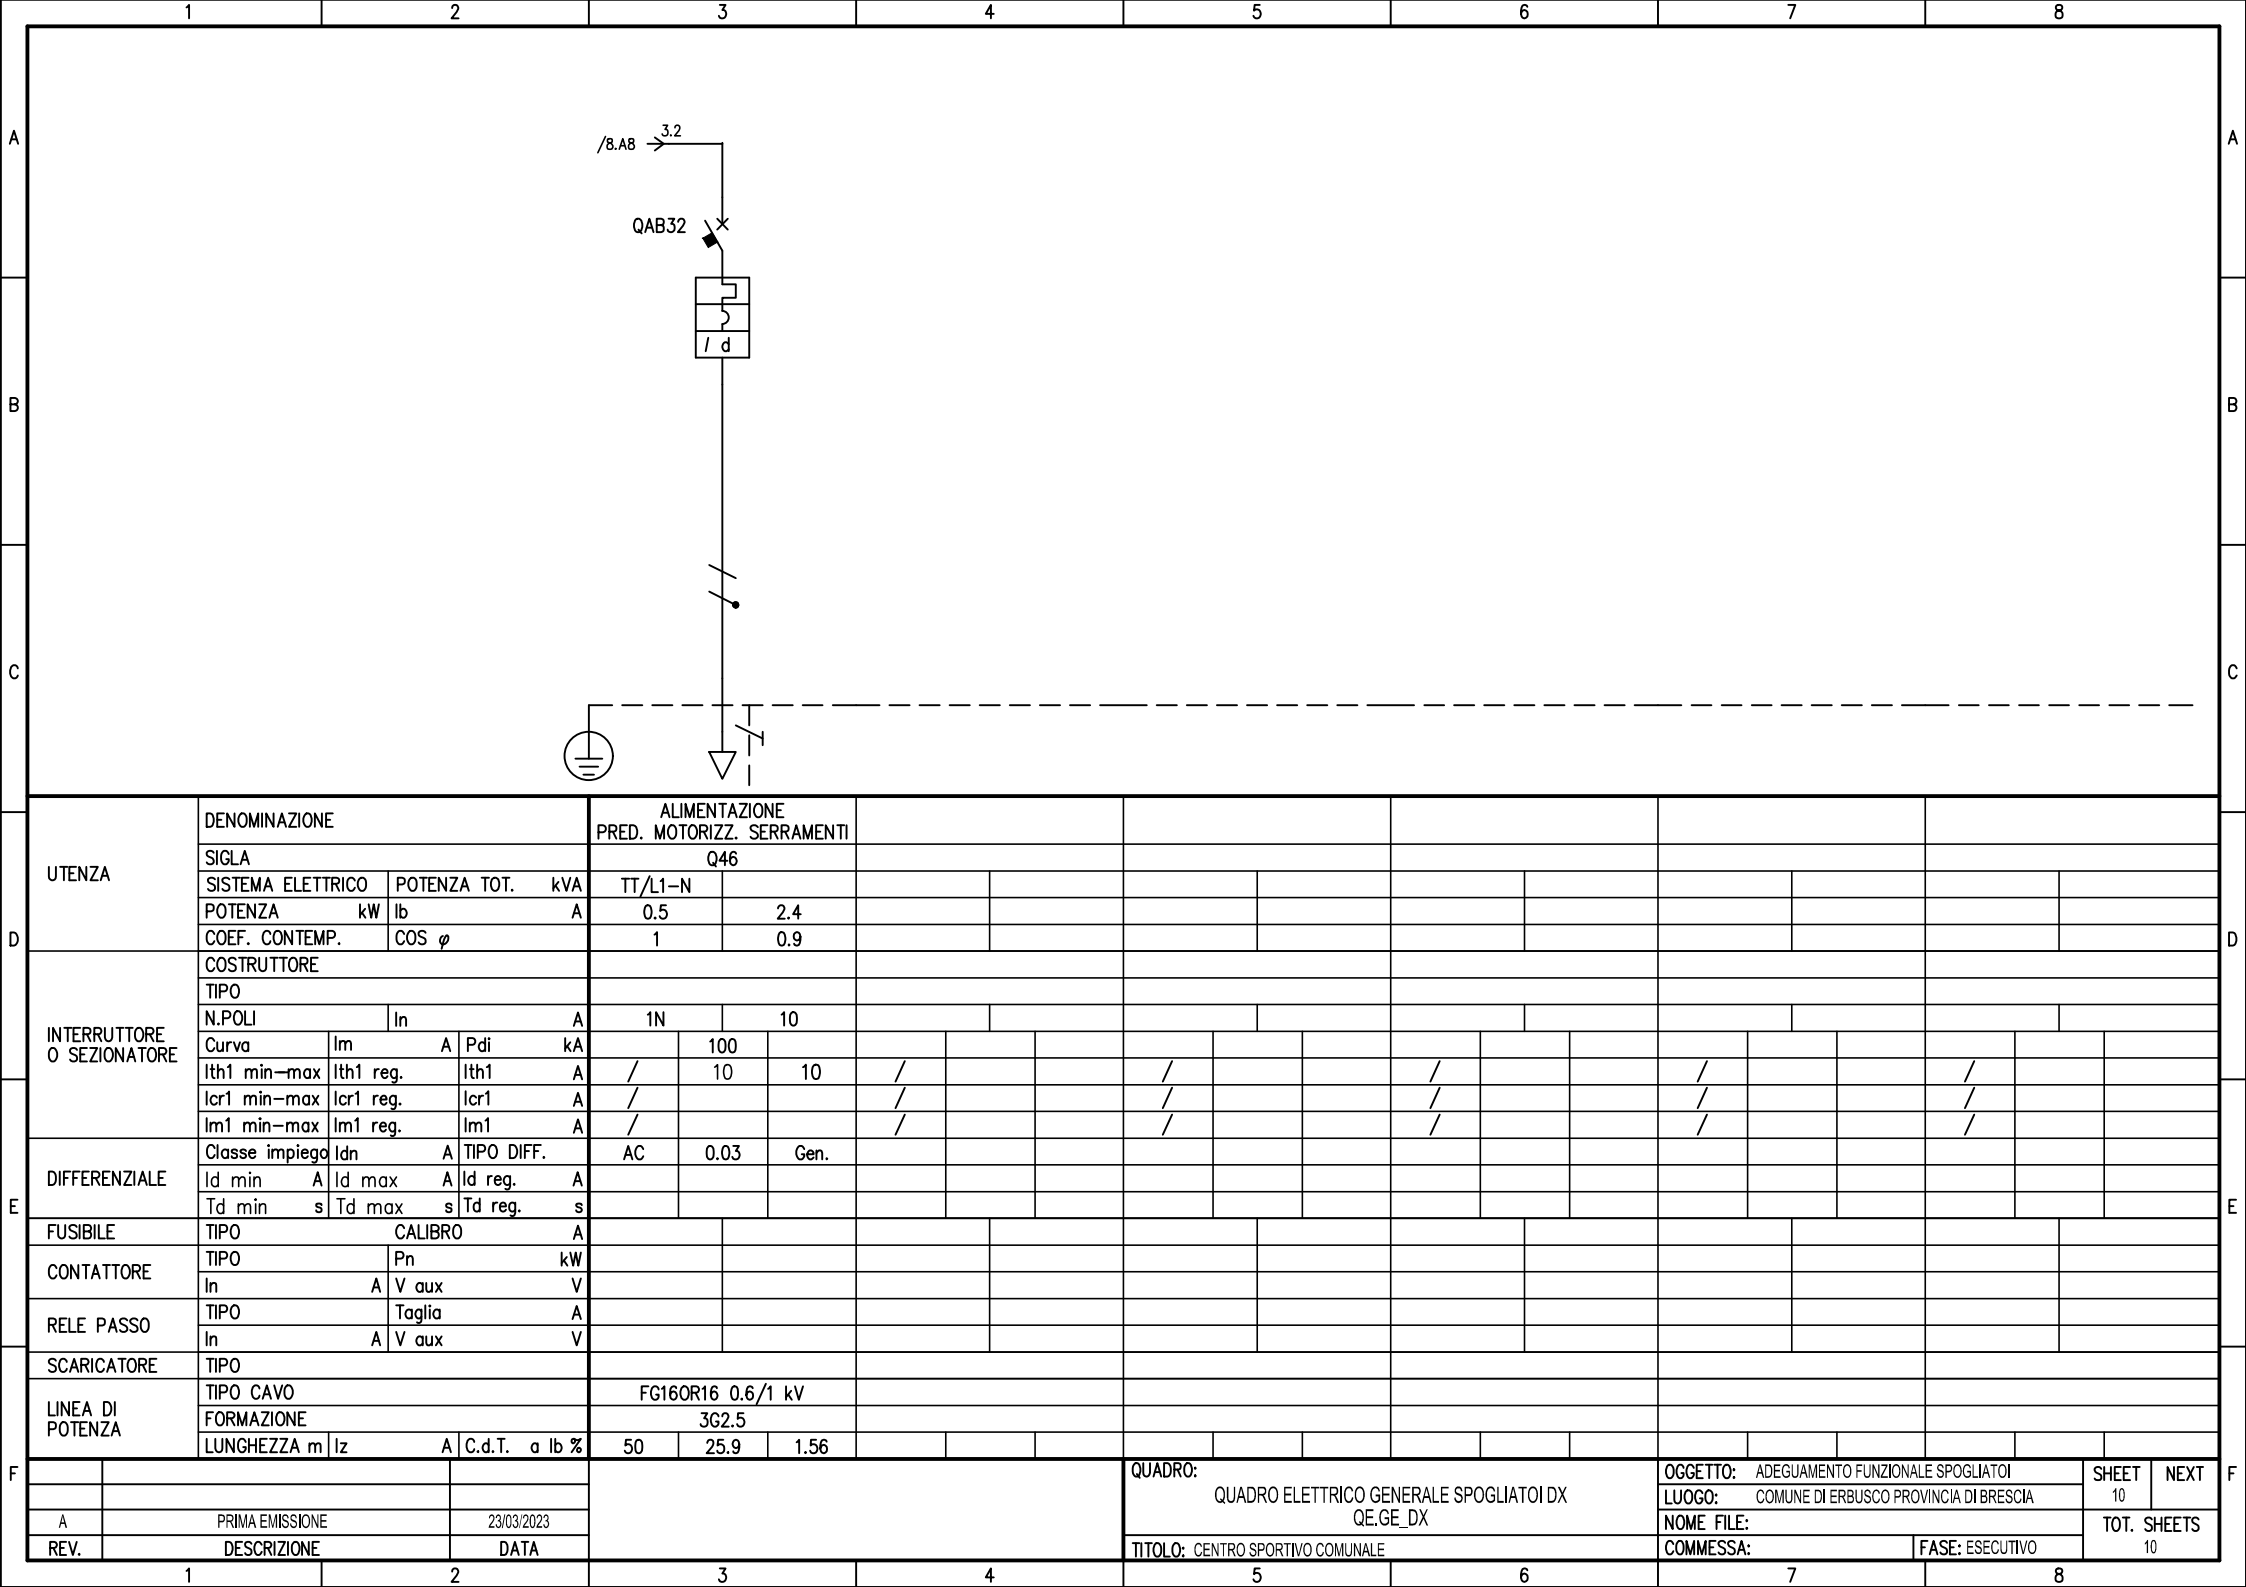 1 2 3 4 5 6 7 8
A A
3.2
/8.A8
QAB32
B B
I d
C C
UTENZA
DENOMINAZIONE
ALIMENTAZIONE
PRED. MOTORIZZ. SERRAMENTI
SIGLA Q46
SISTEMA ELETTRICO POTENZA TOT. kVA TT/L1-N
POTENZA kW Ib A 0.5 2.4
D D
COEF. CONTEMP. COS φ 1 0.9
INTERRUTTORE
O SEZIONATORE
COSTRUTTORE
TIPO
N.POLI In A 1N 10
Curva Im A Pdi kA 100
Ith1 min-max Ith1 reg. Ith1 A / 10 10 / / / / /
Icr1 min-max Icr1 reg. Icr1 A / / / / / /
Im1 min-max Im1 reg. Im1 A / / / / / /
DIFFERENZIALE
Classe impiego Idn A TIPO DIFF. AC 0.03 Gen.
Id min A Id max A Id reg. A
Td min s Td max s Td reg. s
E E
FUSIBILE TIPO CALIBRO A
CONTATTORE
TIPO Pn kW
In A V aux V
RELE PASSO
TIPO Taglia A
In A V aux V
SCARICATORE TIPO
LINEA DI
POTENZA
TIPO CAVO FG16OR16 0.6/1 kV
FORMAZIONE 3G2.5
LUNGHEZZA m Iz A C.d.T. a Ib % 50 25.9 1.56
F F
A PRIMA EMISSIONE 23/03/2023
REV. DESCRIZIONE DATA
QUADRO:
QUADRO ELETTRICO GENERALE SPOGLIATOI DX
QE.GE_DX
TITOLO: CENTRO SPORTIVO COMUNALE
OGGETTO: ADEGUAMENTO FUNZIONALE SPOGLIATOI
LUOGO: COMUNE DI ERBUSCO PROVINCIA DI BRESCIA
NOME FILE:
COMMESSA: FASE: ESECUTIVO
SHEET NEXT
10
TOT. SHEETS
10
1 2 3 4 5 6 7 8